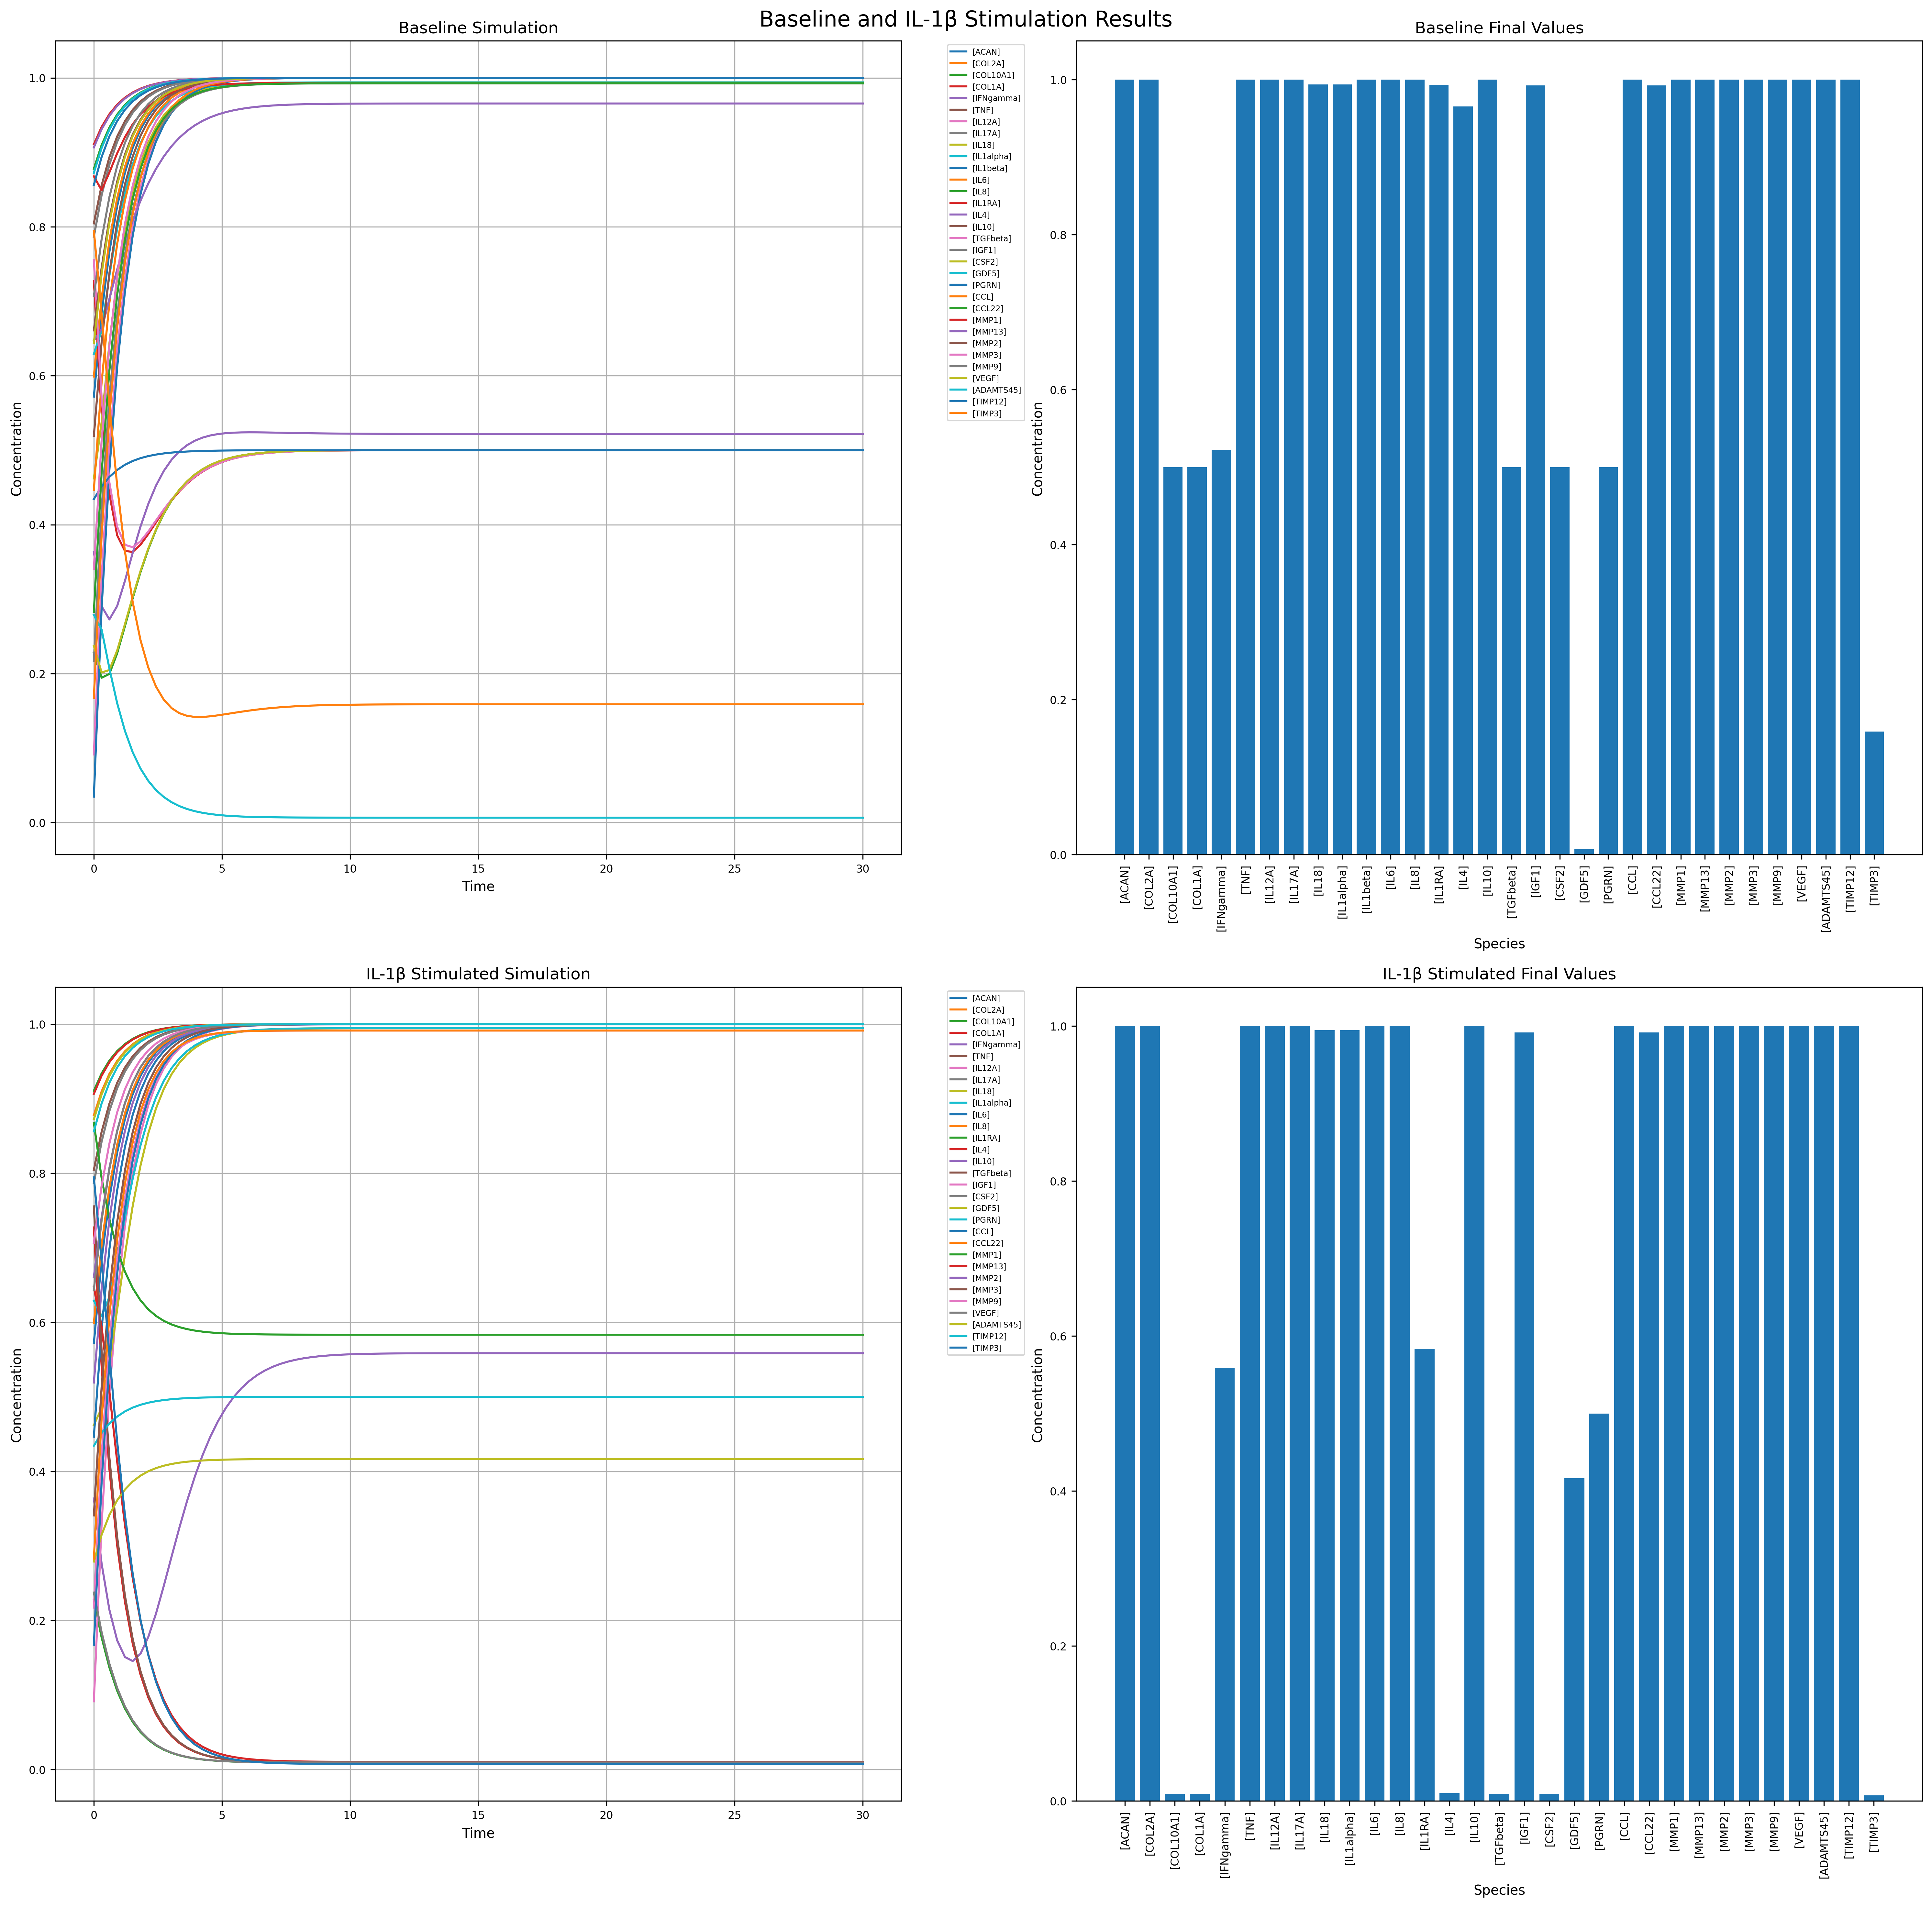 Baseline and IL-1β Stimulation Results
Baseline Simulation
Concentration
1.0
0.8
0.6
0.4
0.2
0.0
0
5
10
15
20
25
30
Time
[ACAN]
[COL2A]
[COL10A1]
[COL1A]
[IFNgamma]
[TNF]
[IL12A]
[IL17A]
[IL18]
[IL1alpha]
[IL1beta]
[IL6]
[IL8]
[IL1RA]
[IL4]
[IL10]
[TGFbeta]
[IGF1]
[CSF2]
[GDF5]
[PGRN]
[CCL]
[CCL22]
[MMP1]
[MMP13]
[MMP2]
[MMP3]
[MMP9]
[VEGF]
[ADAMTS45]
[TIMP12]
[TIMP3]
Baseline Final Values
Concentration
1.0
0.8
0.6
0.4
0.2
0.0
[ACAN]
[COL2A]
[COL10A1]
[COL1A]
[IFNgamma]
[TNF]
[IL12A]
[IL17A]
[IL18]
[IL1alpha]
[IL1beta]
[IL6]
[IL8]
[IL1RA]
[IL4]
[IL10]
[TGFbeta]
[IGF1]
[CSF2]
[GDF5]
[PGRN]
[CCL]
[CCL22]
[MMP1]
[MMP13]
[MMP2]
[MMP3]
[MMP9]
[VEGF]
[ADAMTS45]
[TIMP12]
[TIMP3]
Species
IL-1β Stimulated Simulation
Concentration
1.0
0.8
0.6
0.4
0.2
0.0
0
5
10
15
20
25
30
Time
[ACAN]
[COL2A]
[COL10A1]
[COL1A]
[IFNgamma]
[TNF]
[IL12A]
[IL17A]
[IL18]
[IL1alpha]
[IL6]
[IL8]
[IL1RA]
[IL4]
[IL10]
[TGFbeta]
[IGF1]
[CSF2]
[GDF5]
[PGRN]
[CCL]
[CCL22]
[MMP1]
[MMP13]
[MMP2]
[MMP3]
[MMP9]
[VEGF]
[ADAMTS45]
[TIMP12]
[TIMP3]
IL-1β Stimulated Final Values
Concentration
1.0
0.8
0.6
0.4
0.2
0.0
[ACAN]
[COL2A]
[COL10A1]
[COL1A]
[IFNgamma]
[TNF]
[IL12A]
[IL17A]
[IL18]
[IL1alpha]
[IL6]
[IL8]
[IL1RA]
[IL4]
[IL10]
[TGFbeta]
[IGF1]
[CSF2]
[GDF5]
[PGRN]
[CCL]
[CCL22]
[MMP1]
[MMP13]
[MMP2]
[MMP3]
[MMP9]
[VEGF]
[ADAMTS45]
[TIMP12]
[TIMP3]
Species